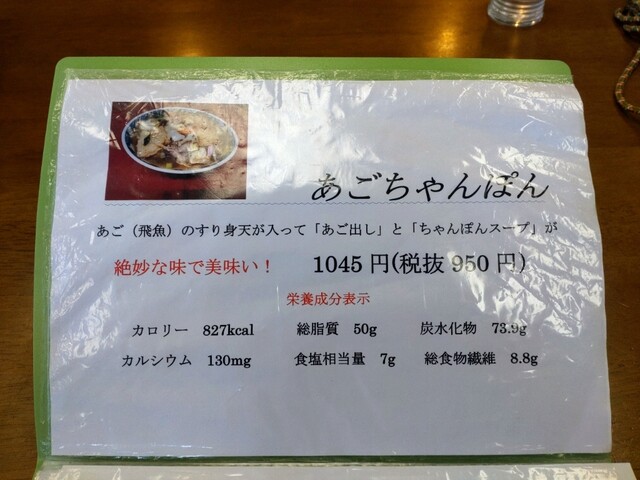 あごちゃんぽん
あご（飛魚）のすり身天が入って「あご出し」と「ちゃんぽんスープ」が
絶妙な味で美味い！ 1045円(税抜950円)
栄養成分表示
カロリー 827kcal 総脂質 50g 炭水化物 73.9g
カルシウム 130mg 食塩相当量 7g 総食物繊維 8.8g